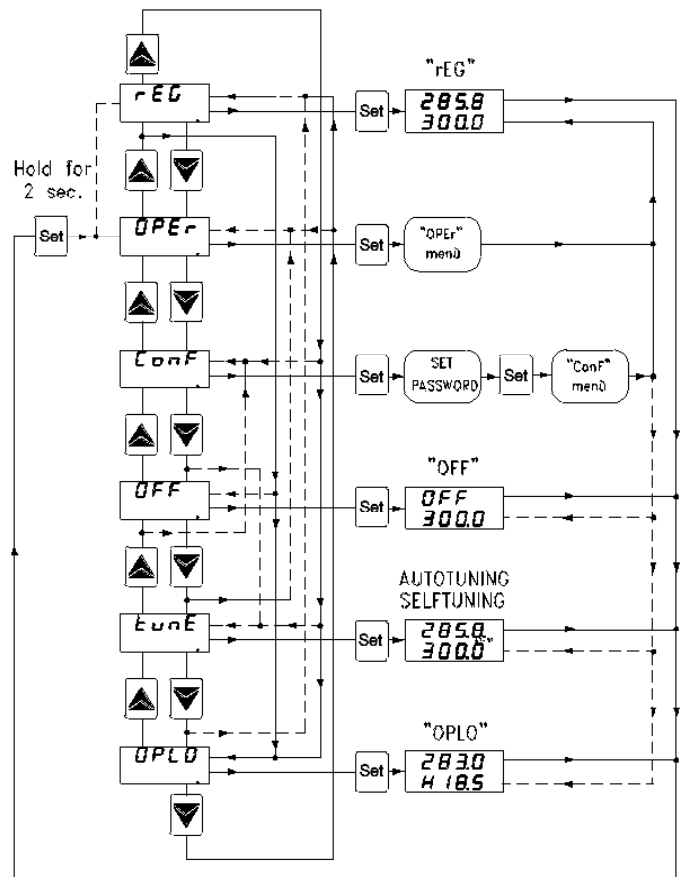 "rEG"
rEG
Set
285.8
300.0
Hold for
2 sec.
Set
OPEr
Set
"OPEr"
menù
ConF
Set
SET
PASSWORD
Set
"ConF"
menù
"OFF"
OFF
Set
OFF
300.0
AUTOTUNING
SELFTUNING
tunE
Set
285.8
300.0
"OPLO"
OPLO
Set
283.0
H 18.5